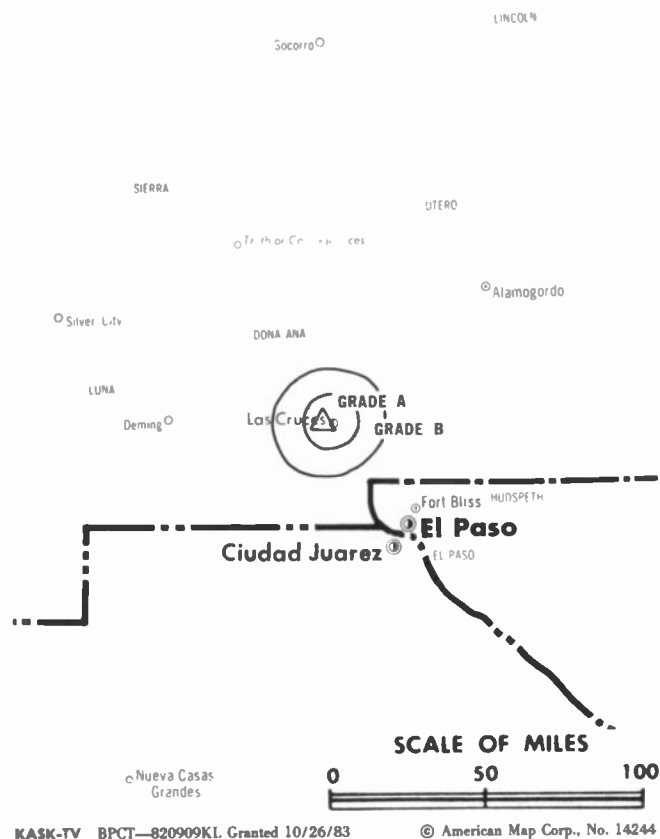 LINCOLN
Socorro
SIERRA
OTERO
Alamogordo
Silver City
DONA ANA
LUNA
GRADE A
Las Cruces
Deming
GRADE B
Fort Bliss HUDSPETH
El Paso
Ciudad Juarez
EL PASO
SCALE OF MILES
0 50 100
Nueva Casas
Grandes
KASK-TV BPCT—820909KL Granted 10/26/83 © American Map Corp., No. 14244